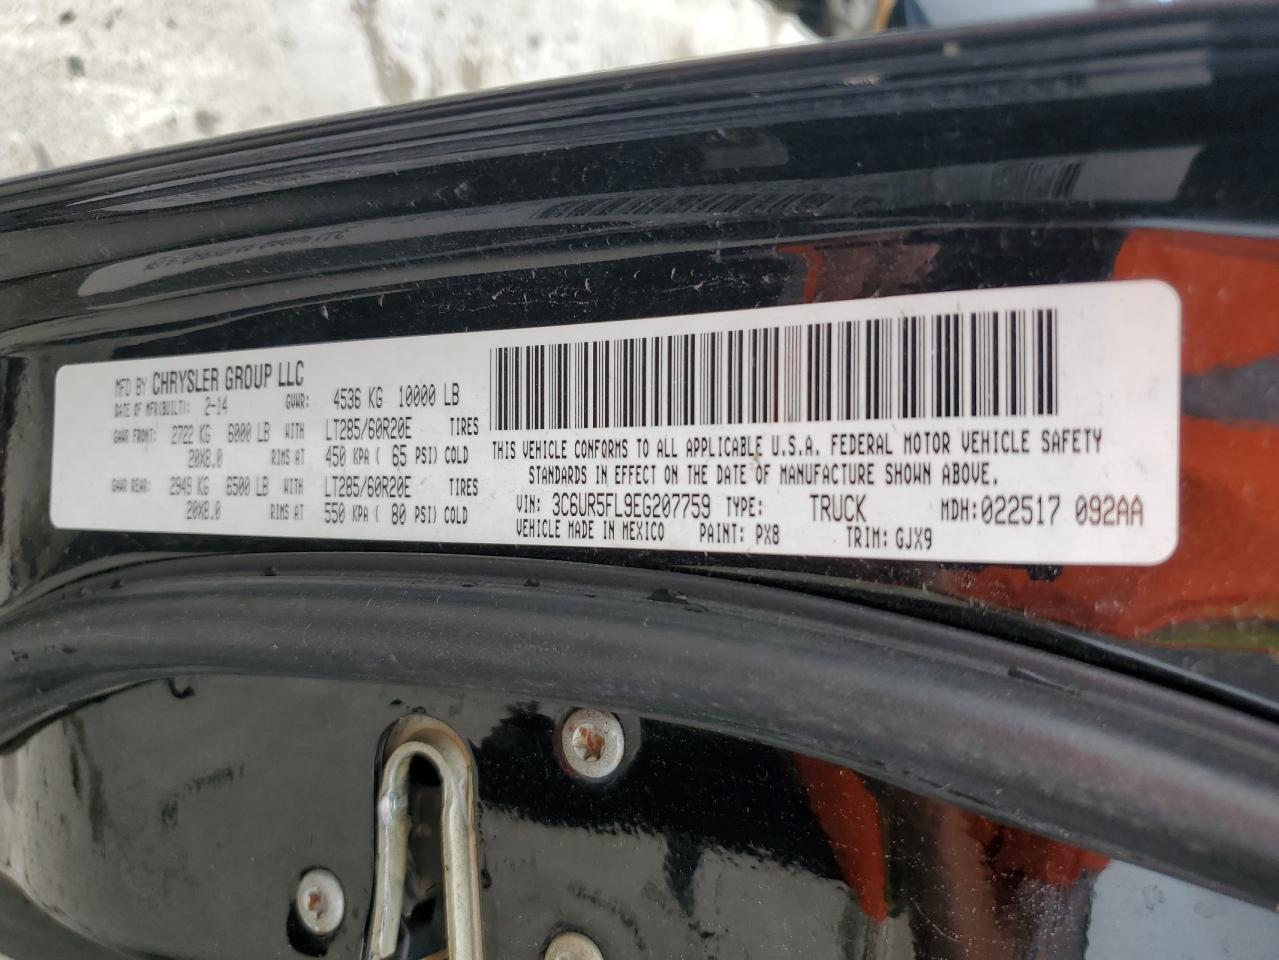 MFD BY CHRYSLER GROUP LLC
DATE OF MFR(BUILT): 2-14 GVWR: 4536 KG 10000 LB
GAWR FRONT: 2722 KG 6000 LB WITH LT285/60R20E TIRES
20X8.0 RIMS AT 450 KPA ( 65 PSI) COLD
GAWR REAR: 2949 KG 6500 LB WITH LT285/60R20E TIRES
20X8.0 RIMS AT 550 KPA ( 80 PSI) COLD
THIS VEHICLE CONFORMS TO ALL APPLICABLE U.S.A. FEDERAL MOTOR VEHICLE SAFETY
STANDARDS IN EFFECT ON THE DATE OF MANUFACTURE SHOWN ABOVE.
VIN: 3C6UR5FL9EG207759 TYPE: TRUCK MDH:022517 092AA
VEHICLE MADE IN MEXICO PAINT: PX8 TRIM: GJX9